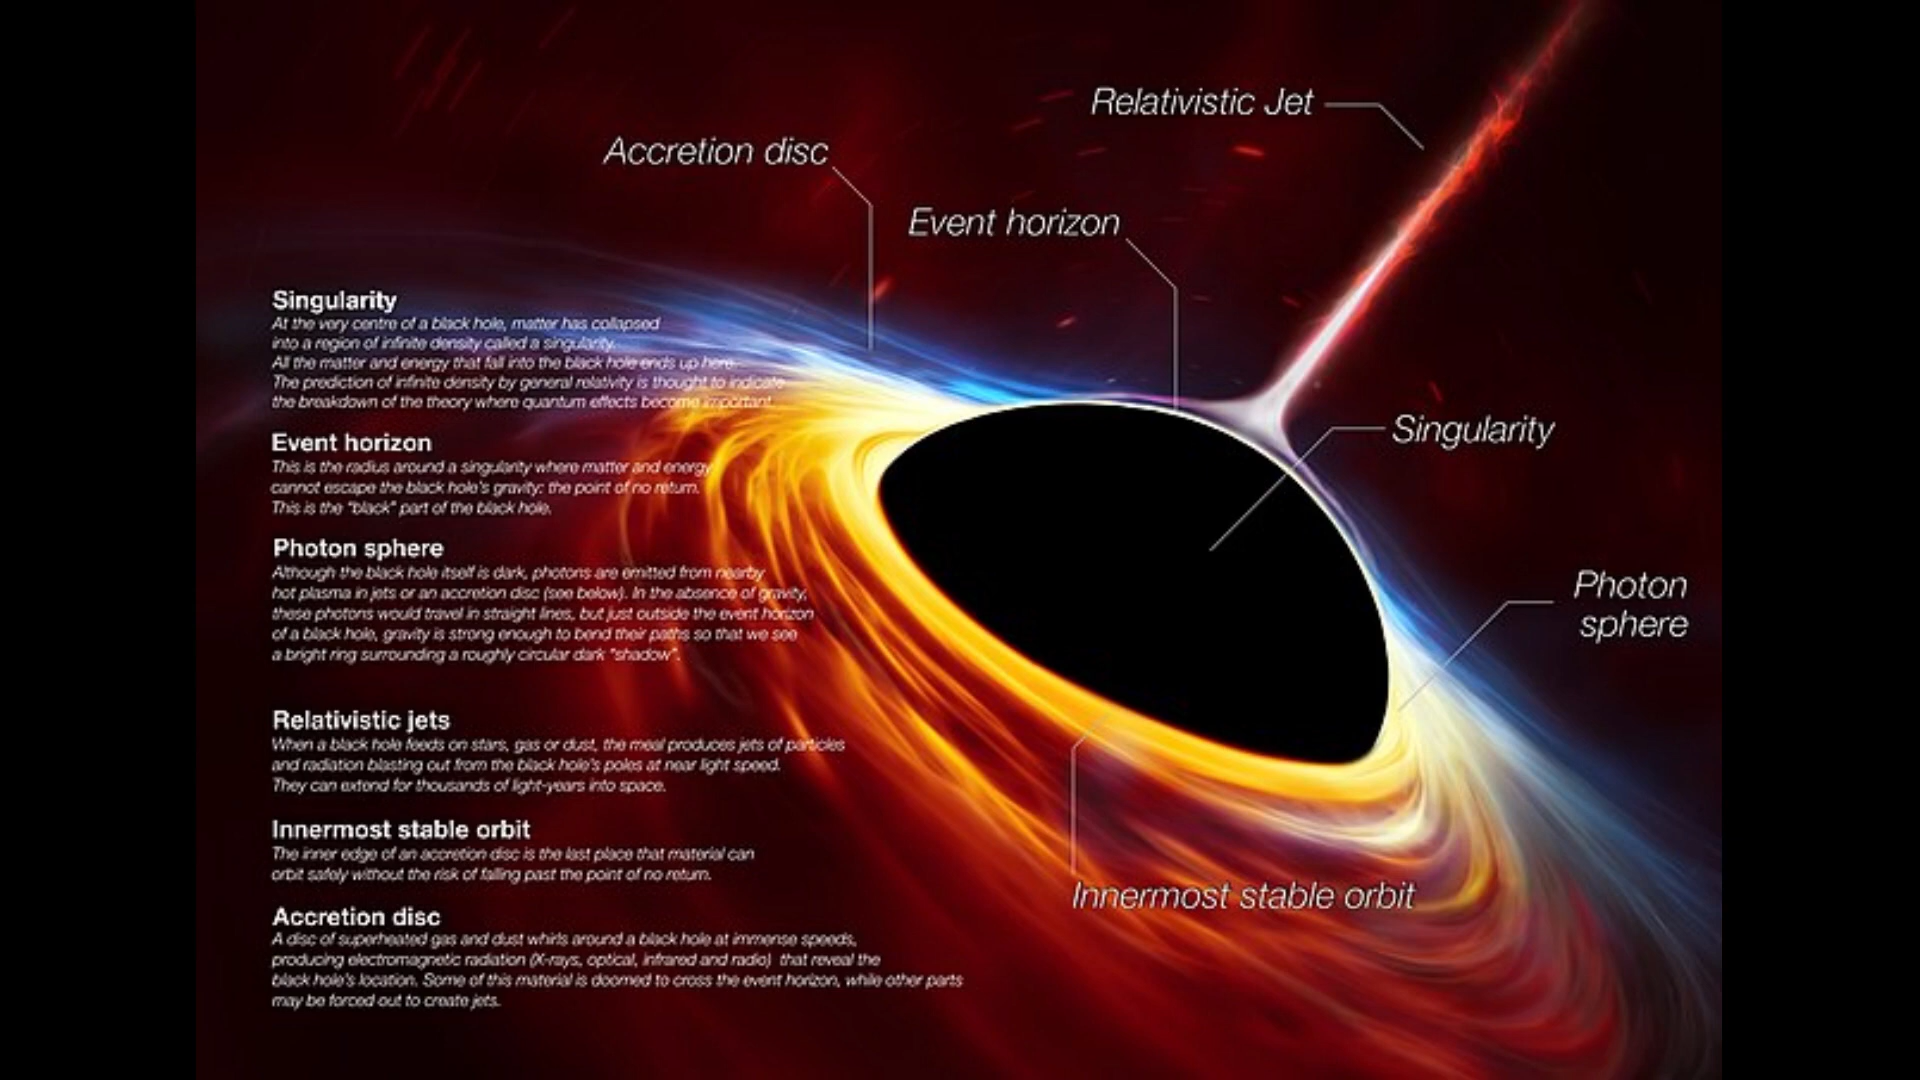 Relativistic Jet
Accretion disc
Event horizon
Singularity
Photon
sphere
Innermost stable orbit
Singularity
At the very centre of a black hole, matter has collapsed
into a region of infinite density called a singularity.
All the matter and energy that fall into the black hole ends up here.
The prediction of infinite density by general relativity is thought to indicate
the breakdown of the theory where quantum effects become important.
Event horizon
This is the radius around a singularity where matter and energy
cannot escape the black hole's gravity: the point of no return.
This is the "black" part of the black hole.
Photon sphere
Although the black hole itself is dark, photons are emitted from nearby
hot plasma in jets or an accretion disc (see below). In the absence of gravity,
these photons would travel in straight lines, but just outside the event horizon
of a black hole, gravity is strong enough to bend their paths so that we see
a bright ring surrounding a roughly circular dark "shadow".
Relativistic jets
When a black hole feeds on stars, gas or dust, the meal produces jets of particles
and radiation blasting out from the black hole's poles at near light speed.
They can extend for thousands of light-years into space.
Innermost stable orbit
The inner edge of an accretion disc is the last place that material can
orbit safely without the risk of falling past the point of no return.
Accretion disc
A disc of superheated gas and dust whirls around a black hole at immense speeds,
producing electromagnetic radiation (X-rays, optical, infrared and radio) that reveal the
black hole's location. Some of this material is doomed to cross the event horizon, while other parts
may be forced out to create jets.